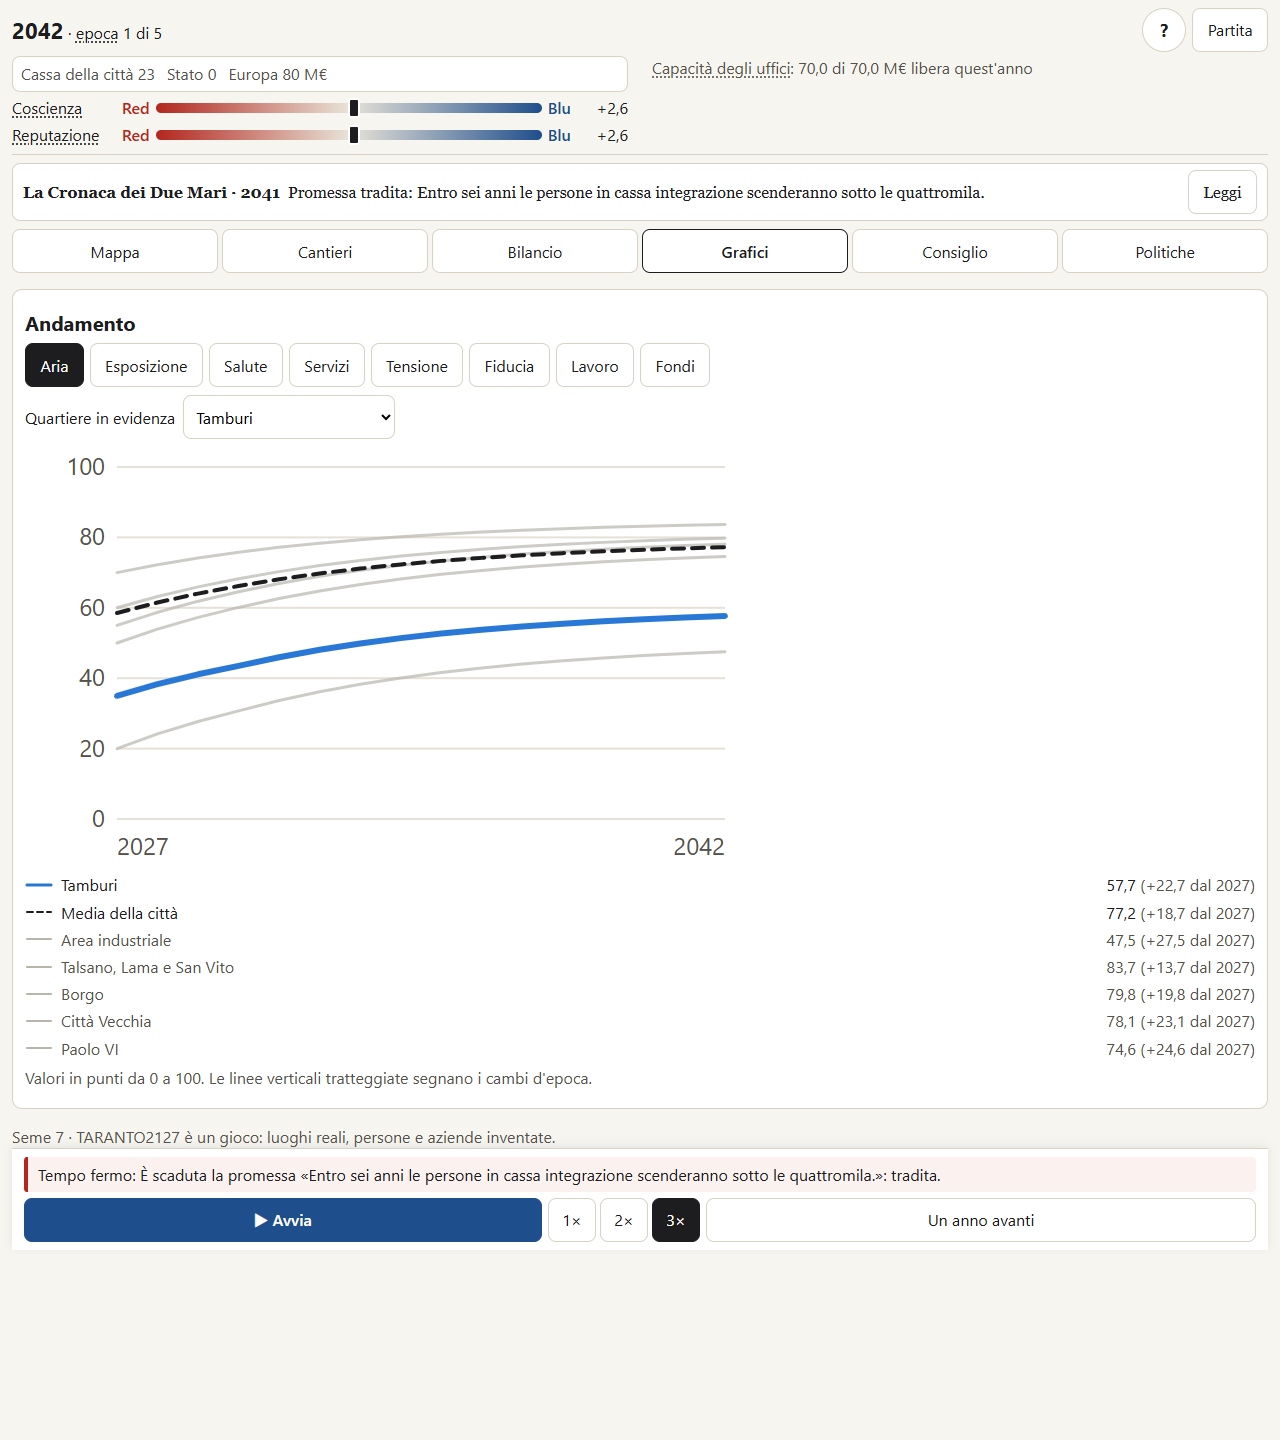 2042 · epoca 1 di 5
? Partita
Cassa della città 23 Stato 0 Europa 80 M€
Capacità degli uffici: 70,0 di 70,0 M€ libera quest'anno
Coscienza Red Blu +2,6
Reputazione Red Blu +2,6
La Cronaca dei Due Mari · 2041 Promessa tradita: Entro sei anni le persone in cassa integrazione scenderanno sotto le quattromila. Leggi
Mappa Cantieri Bilancio Grafici Consiglio Politiche
Andamento
Aria Esposizione Salute Servizi Tensione Fiducia Lavoro Fondi
Quartiere in evidenza Tamburi
100
80
60
40
20
0
2027 2042
Tamburi 57,7 (+22,7 dal 2027)
Media della città 77,2 (+18,7 dal 2027)
Area industriale 47,5 (+27,5 dal 2027)
Talsano, Lama e San Vito 83,7 (+13,7 dal 2027)
Borgo 79,8 (+19,8 dal 2027)
Città Vecchia 78,1 (+23,1 dal 2027)
Paolo VI 74,6 (+24,6 dal 2027)
Valori in punti da 0 a 100. Le linee verticali tratteggiate segnano i cambi d'epoca.
Seme 7 · TARANTO2127 è un gioco: luoghi reali, persone e aziende inventate.
Tempo fermo: È scaduta la promessa «Entro sei anni le persone in cassa integrazione scenderanno sotto le quattromila.»: tradita.
▶ Avvia 1× 2× 3× Un anno avanti